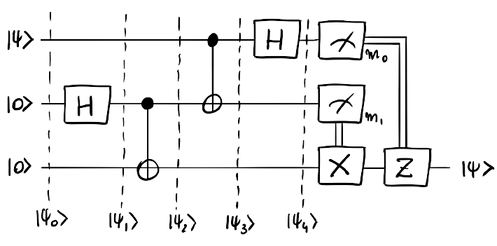 |ψ⟩ H m₀
|0⟩ H m₁
|0⟩ X Z |ψ⟩
|ψ₀⟩ |ψ₁⟩ |ψ₂⟩ |ψ₃⟩ |ψ₄⟩